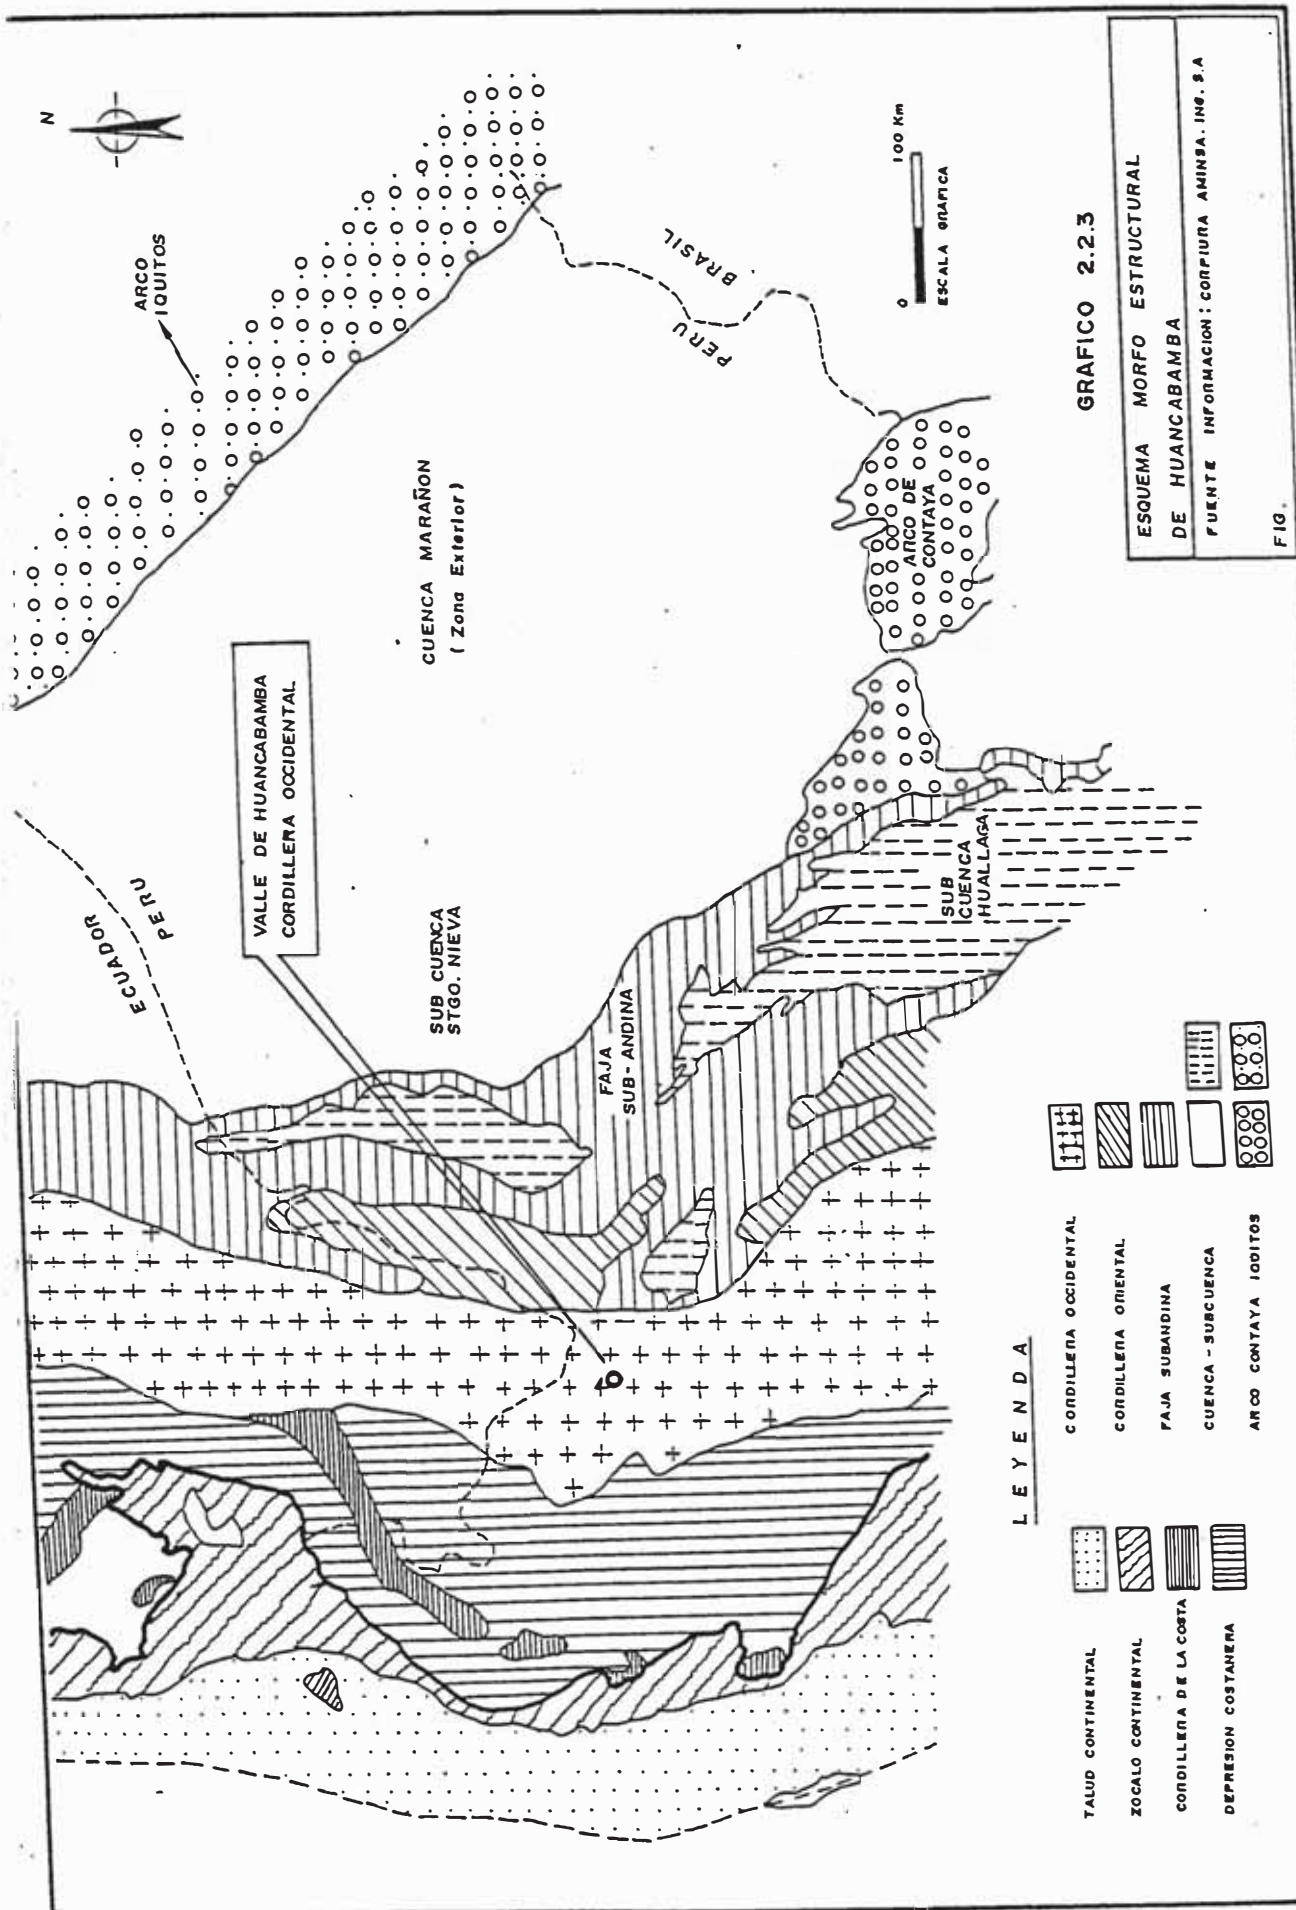 N
ARCO
IQUITOS
ECUADOR
PERU
VALLE DE HUANCABAMBA
CORDILLERA OCCIDENTAL
CUENCA MARAÑON
( Zona Exterior )
SUB CUENCA
STGO. NIEVA
FAJA
SUB-ANDINA
BRASIL
PERU
ARCO DE
CONTAYA
SUB
CUENCA
HUALLAGA
0 100 Km
ESCALA GRAFICA
LEYENDA
TALUD CONTINENTAL
ZOCALO CONTINENTAL
CORDILLERA DE LA COSTA
DEPRESION COSTANERA
CORDILLERA OCCIDENTAL
CORDILLERA ORIENTAL
FAJA SUBANDINA
CUENCA - SUBCUENCA
ARCO CONTAYA IQDITOS
GRAFICO 2.2.3
ESQUEMA MORFO ESTRUCTURAL
DE HUANCABAMBA
FUENTE INFORMACION : CORPIURA AMINSA. ING. S.A
FIG.